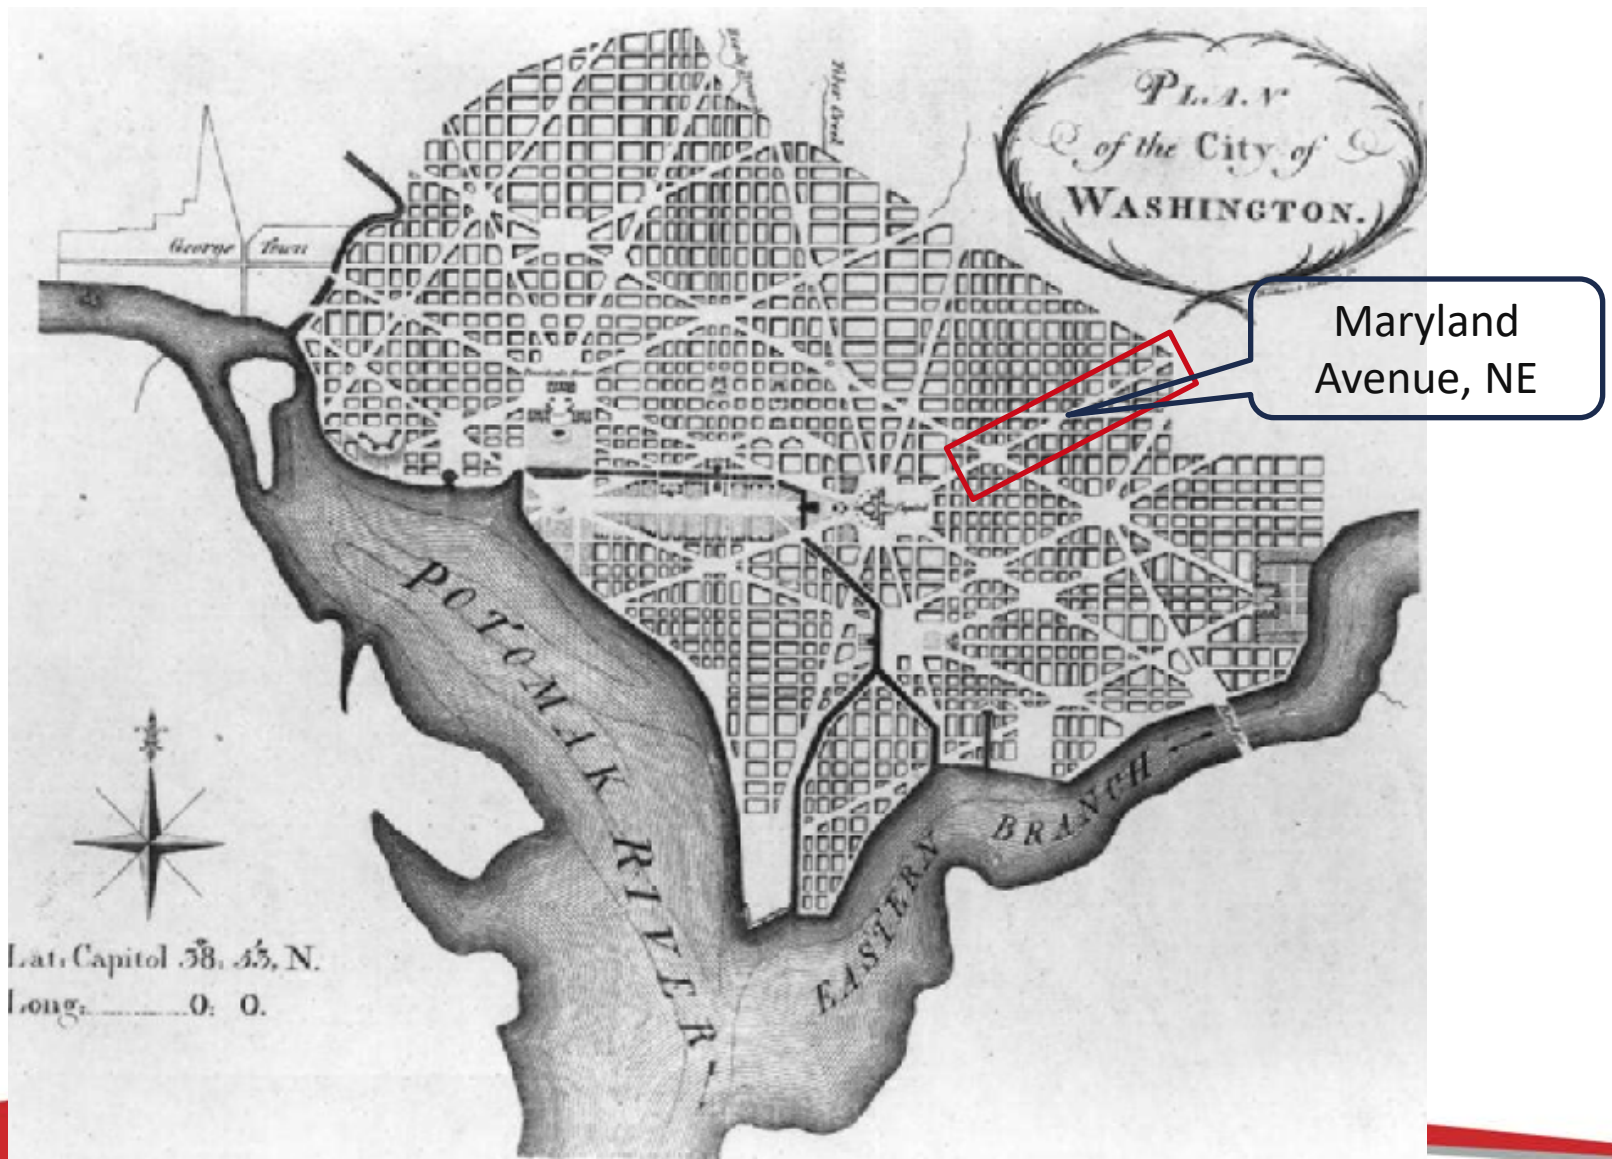 PLAN
of the City of
WASHINGTON.
George Town
Maryland
Avenue, NE
Capitol
POTOMAK RIVER
EASTERN BRANCH
Lat: Capitol 38: 53, N.
Long: 0: 0.